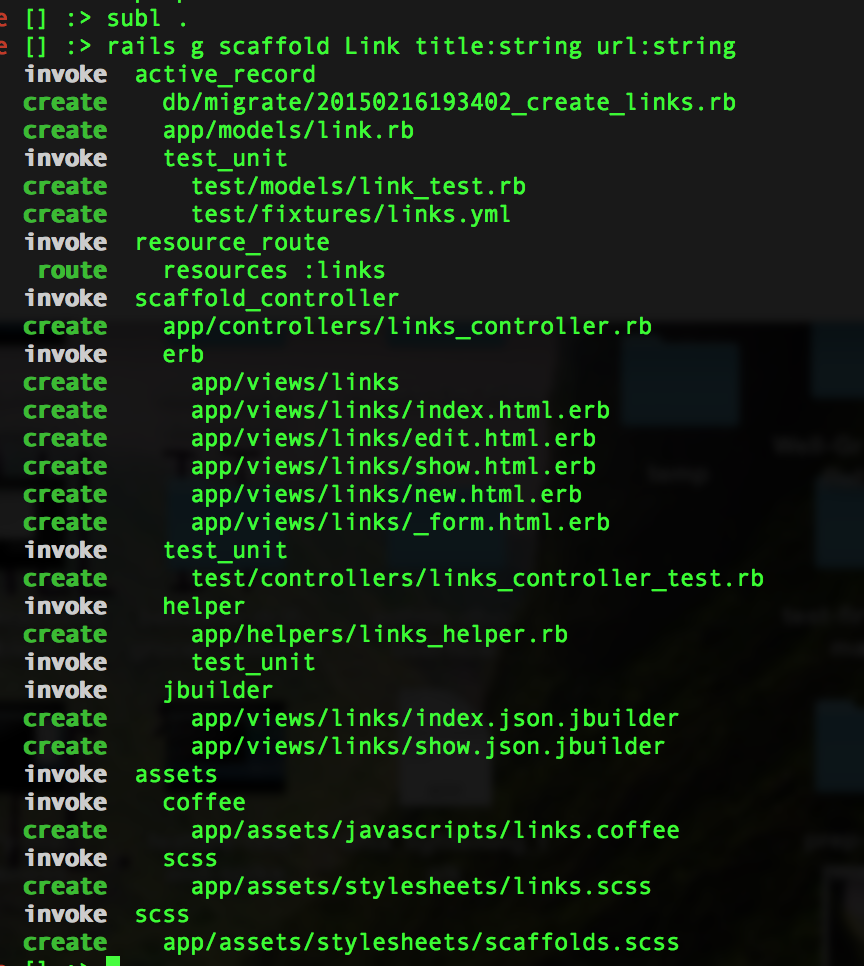 e [] :> subl .
e [] :> rails g scaffold Link title:string url:string
invoke active_record
create db/migrate/20150216193402_create_links.rb
create app/models/link.rb
invoke test_unit
create test/models/link_test.rb
create test/fixtures/links.yml
invoke resource_route
route resources :links
invoke scaffold_controller
create app/controllers/links_controller.rb
invoke erb
create app/views/links
create app/views/links/index.html.erb
create app/views/links/edit.html.erb
create app/views/links/show.html.erb
create app/views/links/new.html.erb
create app/views/links/_form.html.erb
invoke test_unit
create test/controllers/links_controller_test.rb
invoke helper
create app/helpers/links_helper.rb
invoke test_unit
invoke jbuilder
create app/views/links/index.json.jbuilder
create app/views/links/show.json.jbuilder
invoke assets
invoke coffee
create app/assets/javascripts/links.coffee
invoke scss
create app/assets/stylesheets/links.scss
invoke scss
create app/assets/stylesheets/scaffolds.scss
[] :>